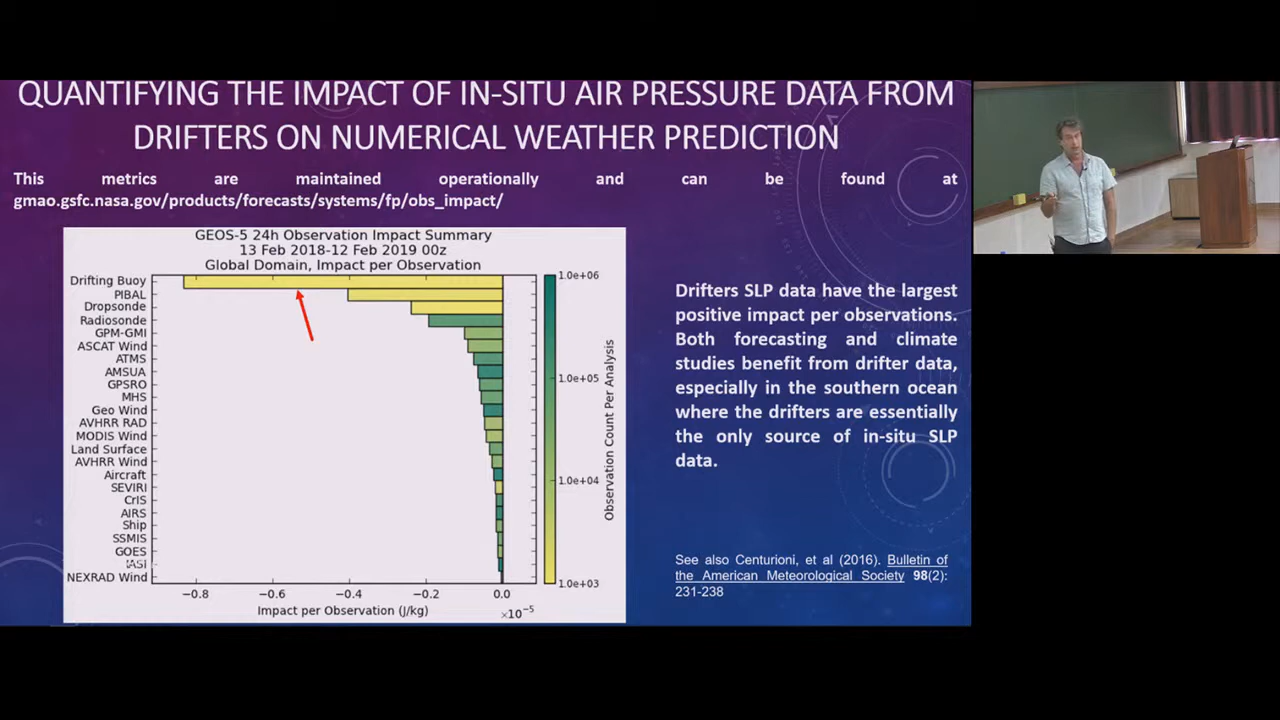 QUANTIFYING THE IMPACT OF IN-SITU AIR PRESSURE DATA FROM
DRIFTERS ON NUMERICAL WEATHER PREDICTION
This metrics are maintained operationally and can be found at
gmao.gsfc.nasa.gov/products/forecasts/systems/fp/obs_impact/
GEOS-5 24h Observation Impact Summary
13 Feb 2018-12 Feb 2019 00z
Global Domain, Impact per Observation
Drifting Buoy
PIBAL
Dropsonde
Radiosonde
GPM-GMI
ASCAT Wind
ATMS
AMSUA
GPSRO
MHS
Geo Wind
AVHRR RAD
MODIS Wind
Land Surface
AVHRR Wind
Aircraft
SEVIRI
CrIS
AIRS
Ship
SSMIS
GOES
IASI
NEXRAD Wind
−0.8 −0.6 −0.4 −0.2 0.0
×10⁻⁵
Impact per Observation (J/kg)
1.0e+06
1.0e+05
1.0e+04
1.0e+03
Observation Count Per Analysis
Drifters SLP data have the largest
positive impact per observations.
Both forecasting and climate
studies benefit from drifter data,
especially in the southern ocean
where the drifters are essentially
the only source of in-situ SLP
data.
See also Centurioni, et al (2016). Bulletin of
the American Meteorological Society 98(2):
231-238